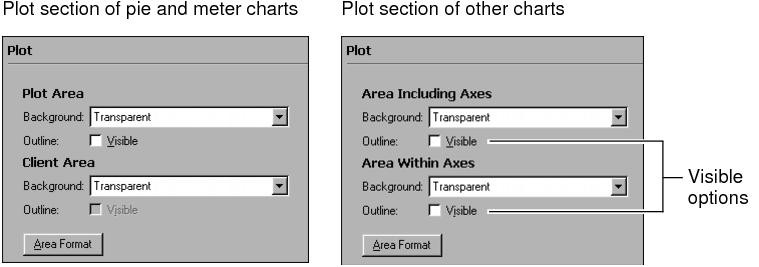 Plot section of pie and meter charts
Plot
Plot Area
Background: Transparent
Outline: Visible
Client Area
Background: Transparent
Outline: Visible
Area Format
Plot section of other charts
Plot
Area Including Axes
Background: Transparent
Outline: Visible
Area Within Axes
Background: Transparent
Outline: Visible
Area Format
Visible
options